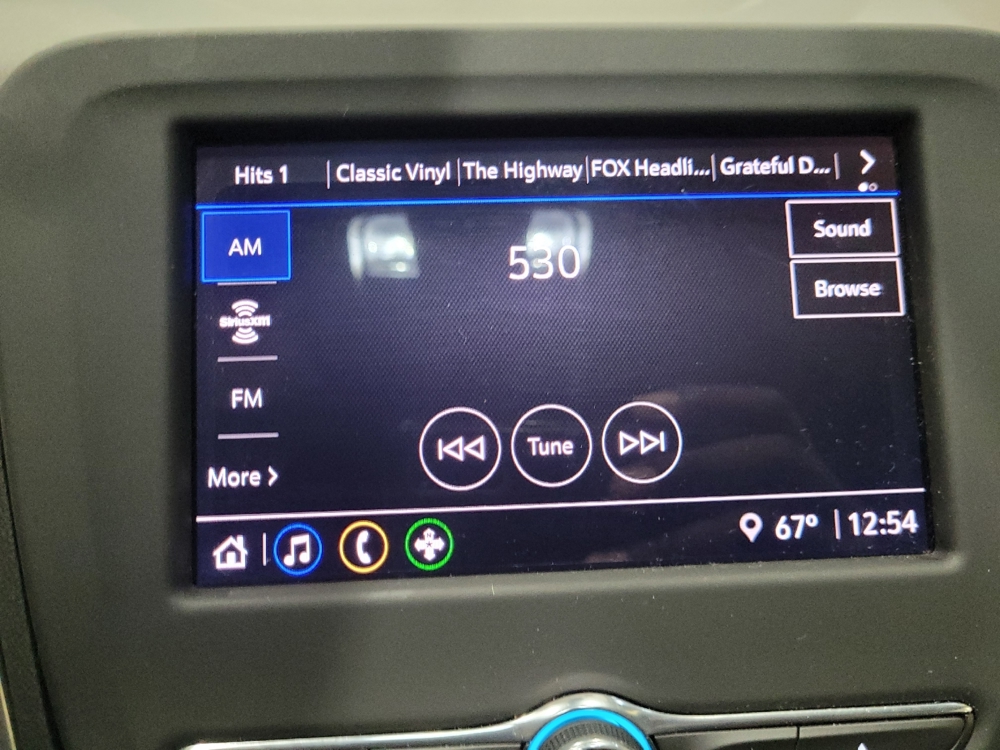 Hits 1 | Classic Vinyl | The Highway | FOX Headli... | Grateful D... |
AM
530
Sound
Browse
SiriusXM
FM
Tune
More
67° | 12:54